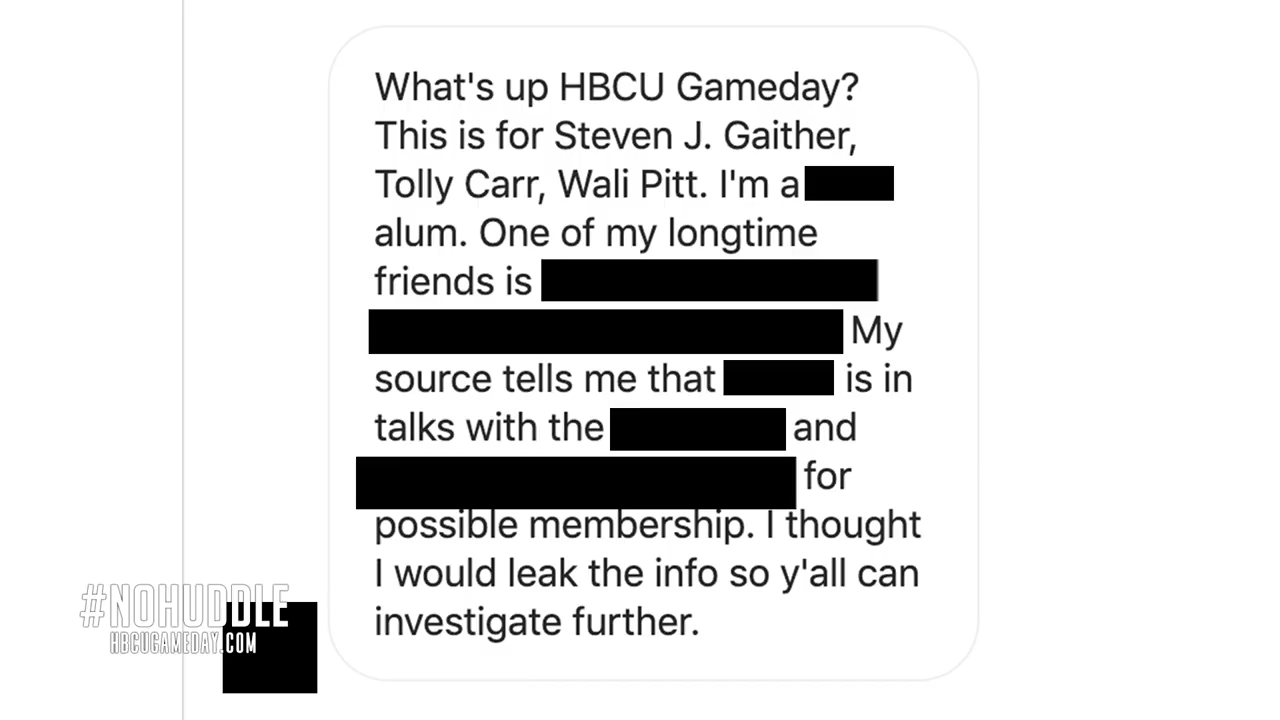 What's up HBCU Gameday?
This is for Steven J. Gaither,
Tolly Carr, Wali Pitt. I'm a
alum. One of my longtime
friends is
My
source tells me that is in
talks with the and
for
possible membership. I thought
I would leak the info so y'all can
investigate further.
#NOHUDDLE
HBCUGAMEDAY.COM